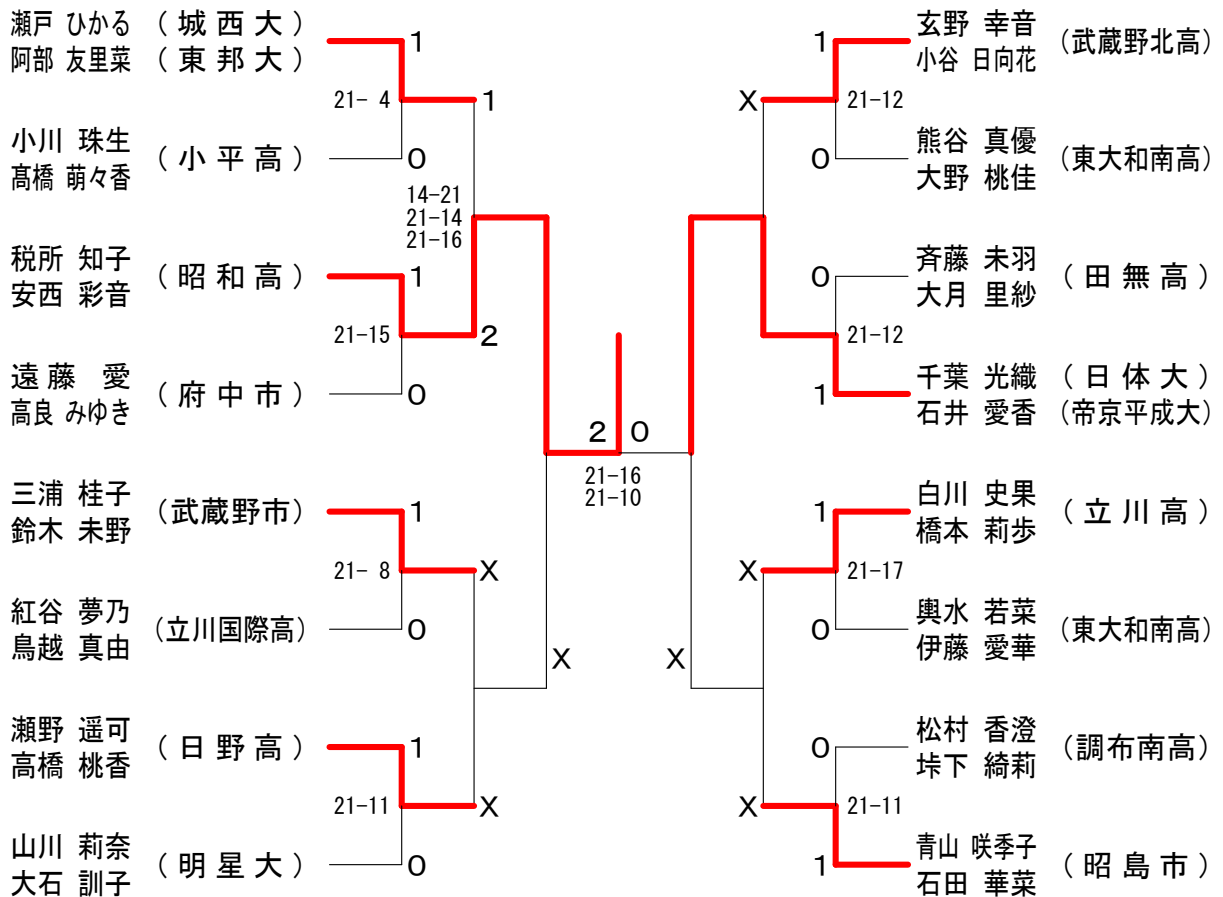 瀬戸 ひかる （城西大）
阿部 友里菜 （東邦大）
1
21- 4
1
小川 珠生
髙橋 萌々香
（小平高）
0
14-21
21-14
21-16
税所 知子
安西 彩音
（昭和高）
1
21-15
2
遠藤 愛
高良 みゆき
（府中市）
0
三浦 桂子
鈴木 未野
（武蔵野市）
1
21- 8
X
紅谷 夢乃
鳥越 真由
（立川国際高）
0
X
瀬野 遥可
高橋 桃香
（日野高）
1
21-11
X
山川 莉奈
大石 訓子
（明星大）
0
2 0
21-16
21-10
1
玄野 幸音
小谷 日向花
（武蔵野北高）
X
21-12
0
熊谷 真優
大野 桃佳
（東大和南高）
0
斉藤 未羽
大月 里紗
（田無高）
21-12
1
千葉 光織 （日体大）
石井 愛香 （帝京平成大）
1
白川 史果
橋本 莉歩
（立川高）
X
21-17
0
輿水 若菜
伊藤 愛華
（東大和南高）
X
0
松村 香澄
垰下 綺莉
（調布南高）
X
21-11
1
青山 咲季子
石田 華菜
（昭島市）